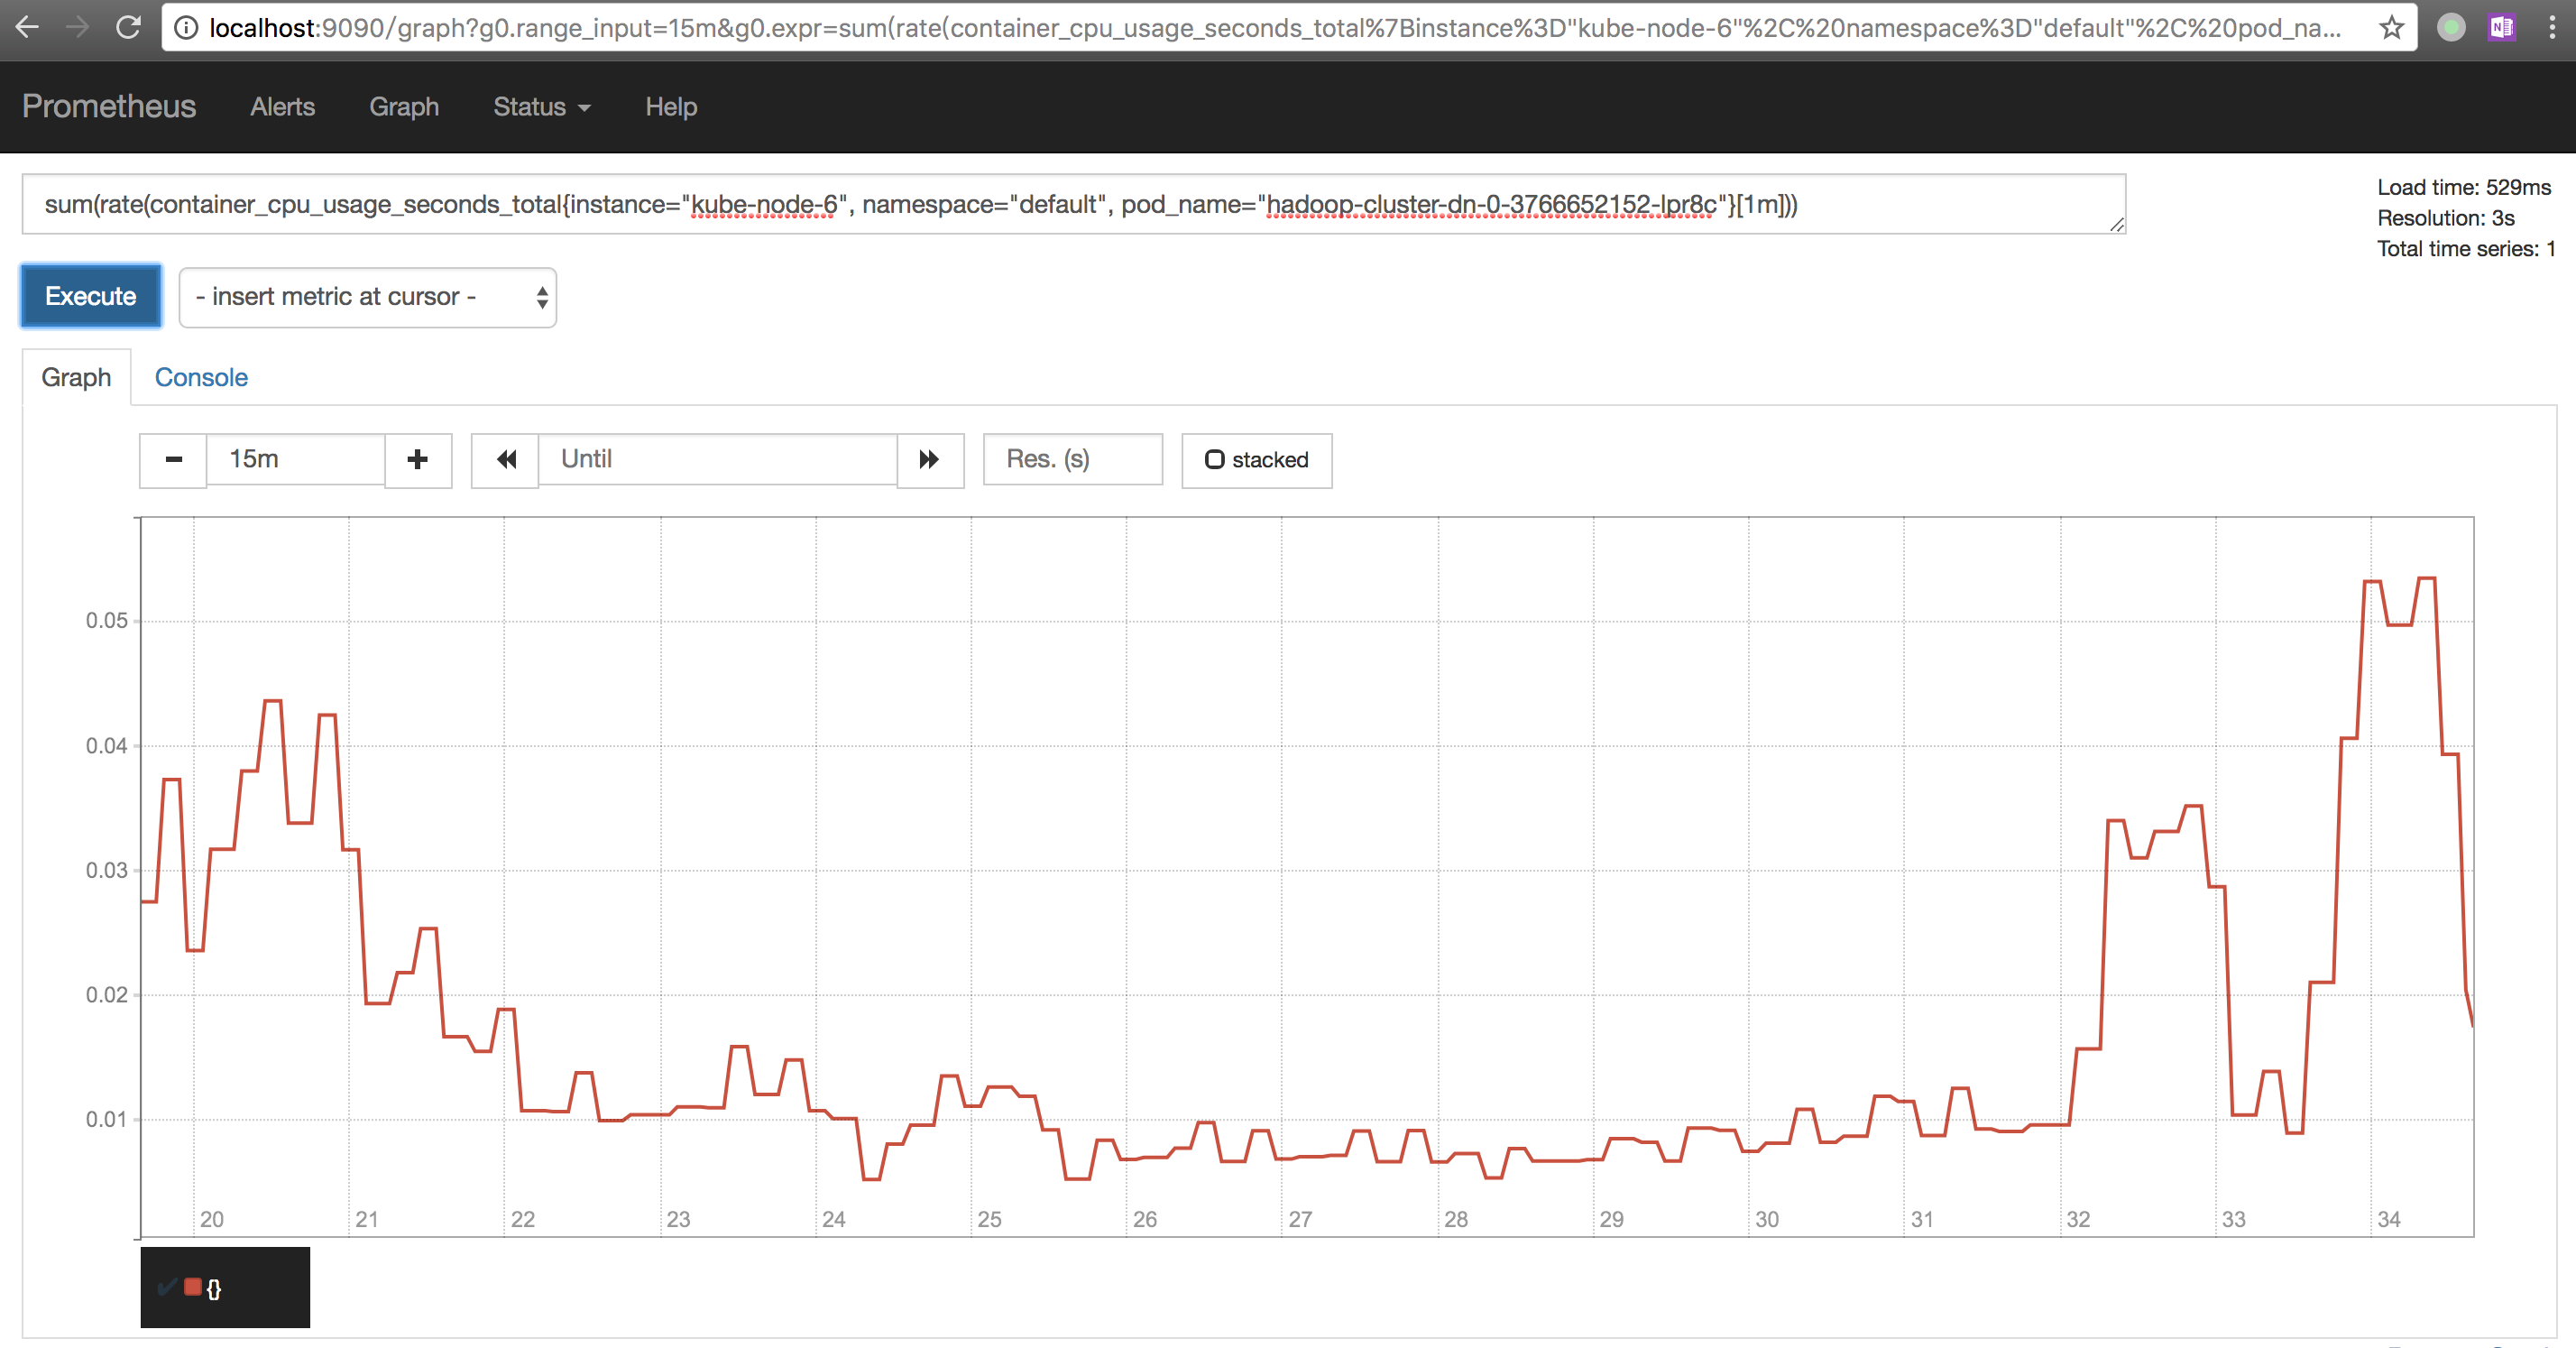 localhost:9090/graph?g0.range_input=15m&g0.expr=sum(rate(container_cpu_usage_seconds_total%7Binstance%3D"kube-node-6"%2C%20namespace%3D"default"%2C%20pod_na...
Prometheus Alerts Graph Status Help
sum(rate(container_cpu_usage_seconds_total{instance="kube-node-6", namespace="default", pod_name="hadoop-cluster-dn-0-3766652152-lpr8c"}[1m]))
Load time: 529ms
Resolution: 3s
Total time series: 1
Execute - insert metric at cursor -
Graph Console
15m Until Res. (s) stacked
0.05
0.04
0.03
0.02
0.01
20 21 22 23 24 25 26 27 28 29 30 31 32 33 34
{}